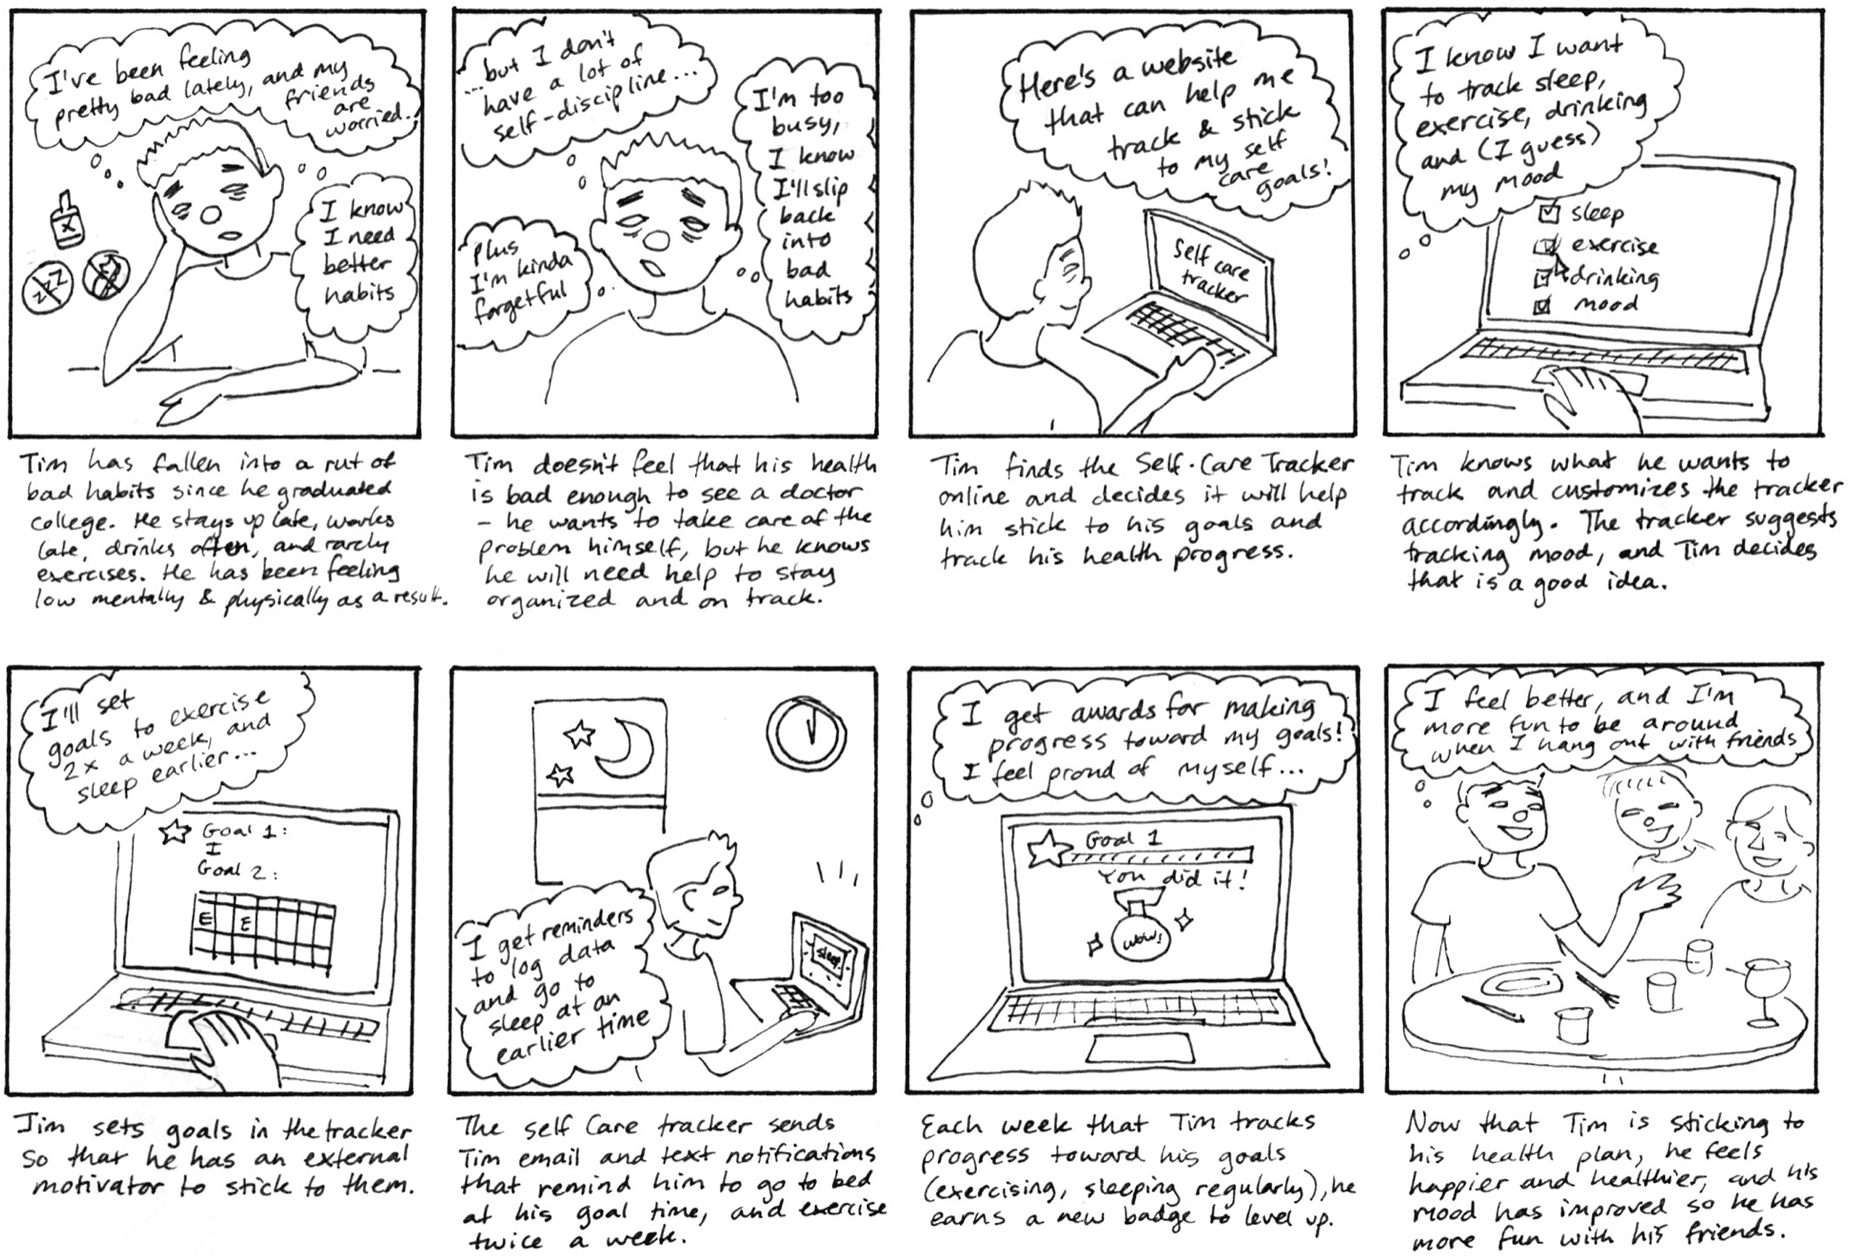 I've been feeling
pretty bad lately, and my
friends
are
worried.
I know
I need
better
habits
X
zzz
Tim has fallen into a rut of
bad habits since he graduated
college. He stays up late, works
late, drinks often, and rarely
exercises. He has been feeling
low mentally & physically as a result.
...but I don't
have a lot of
self-discipline...
I'm too
busy,
I know
I'll slip
back
into
bad
habits
plus
I'm kinda
forgetful
Tim doesn't feel that his health
is bad enough to see a doctor
- he wants to take care of the
problem himself, but he knows
he will need help to stay
organized and on track.
Here's a website
that can help me
track & stick
to my self
care
goals!
Self care
tracker
Tim finds the Self-Care Tracker
online and decides it will help
him stick to his goals and
track his health progress.
I know I want
to track sleep,
exercise, drinking
and (I guess)
my mood
sleep
exercise
drinking
mood
Tim knows what he wants to
track and customizes the tracker
accordingly. The tracker suggests
tracking mood, and Tim decides
that is a good idea.
I'll set
goals to exercise
2x a week, and
sleep earlier...
Goal 1:
I
Goal 2:
E
E
Tim sets goals in the tracker
so that he has an external
motivator to stick to them.
I get reminders
to log data
and go to
sleep at an
earlier time
sleep!
The self Care tracker sends
Tim email and text notifications
that remind him to go to bed
at his goal time, and exercise
twice a week.
I get awards for making
progress toward my goals!
I feel proud of myself...
Goal 1
You did it!
wow!
Each week that Tim tracks
progress toward his goals
(exercising, sleeping regularly), he
earns a new badge to level up.
I feel better, and I'm
more fun to be around
when I hang out with friends
Now that Tim is sticking to
his health plan, he feels
happier and healthier, and his
mood has improved so he has
more fun with his friends.